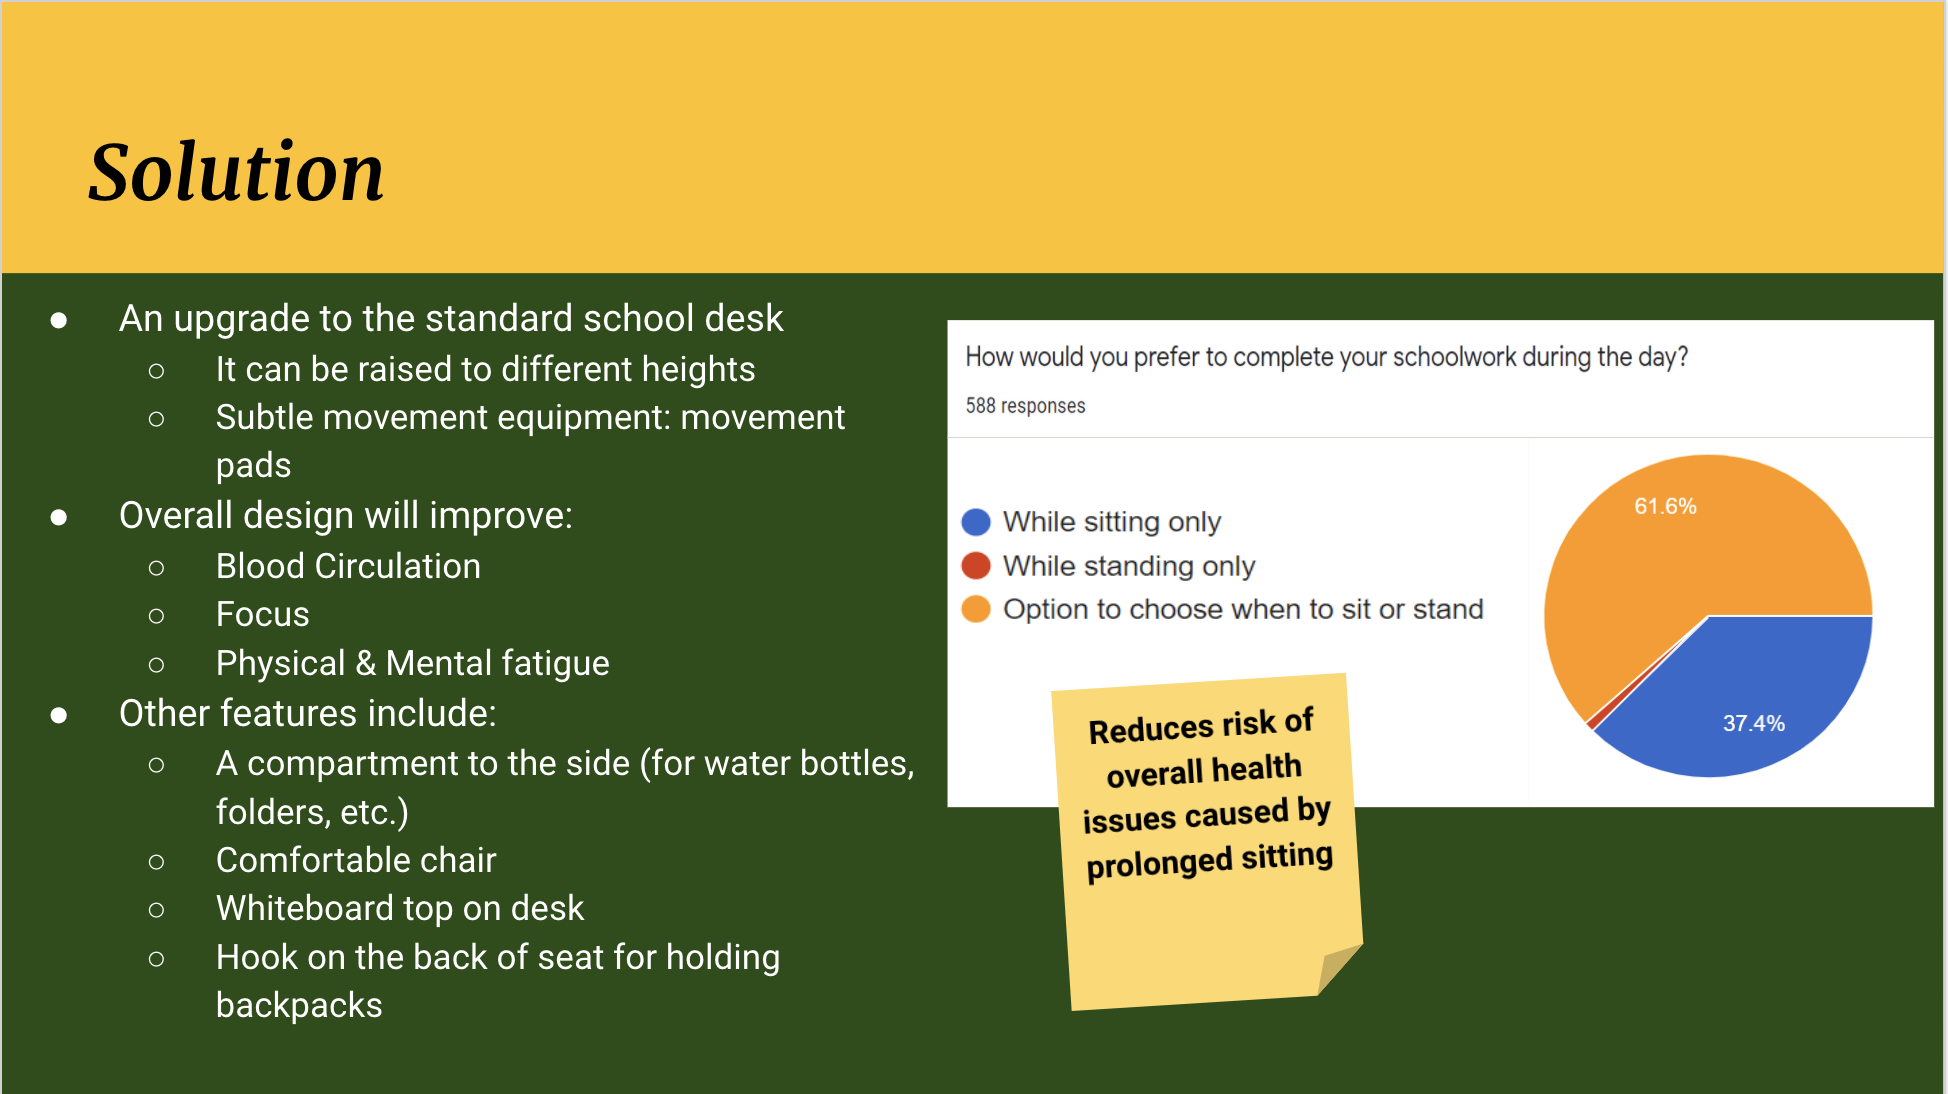 Solution
● An upgrade to the standard school desk
○ It can be raised to different heights
○ Subtle movement equipment: movement
pads
● Overall design will improve:
○ Blood Circulation
○ Focus
○ Physical & Mental fatigue
● Other features include:
○ A compartment to the side (for water bottles,
folders, etc.)
○ Comfortable chair
○ Whiteboard top on desk
○ Hook on the back of seat for holding
backpacks
How would you prefer to complete your schoolwork during the day?
588 responses
While sitting only
While standing only
Option to choose when to sit or stand
61.6%
37.4%
Reduces risk of
overall health
issues caused by
prolonged sitting